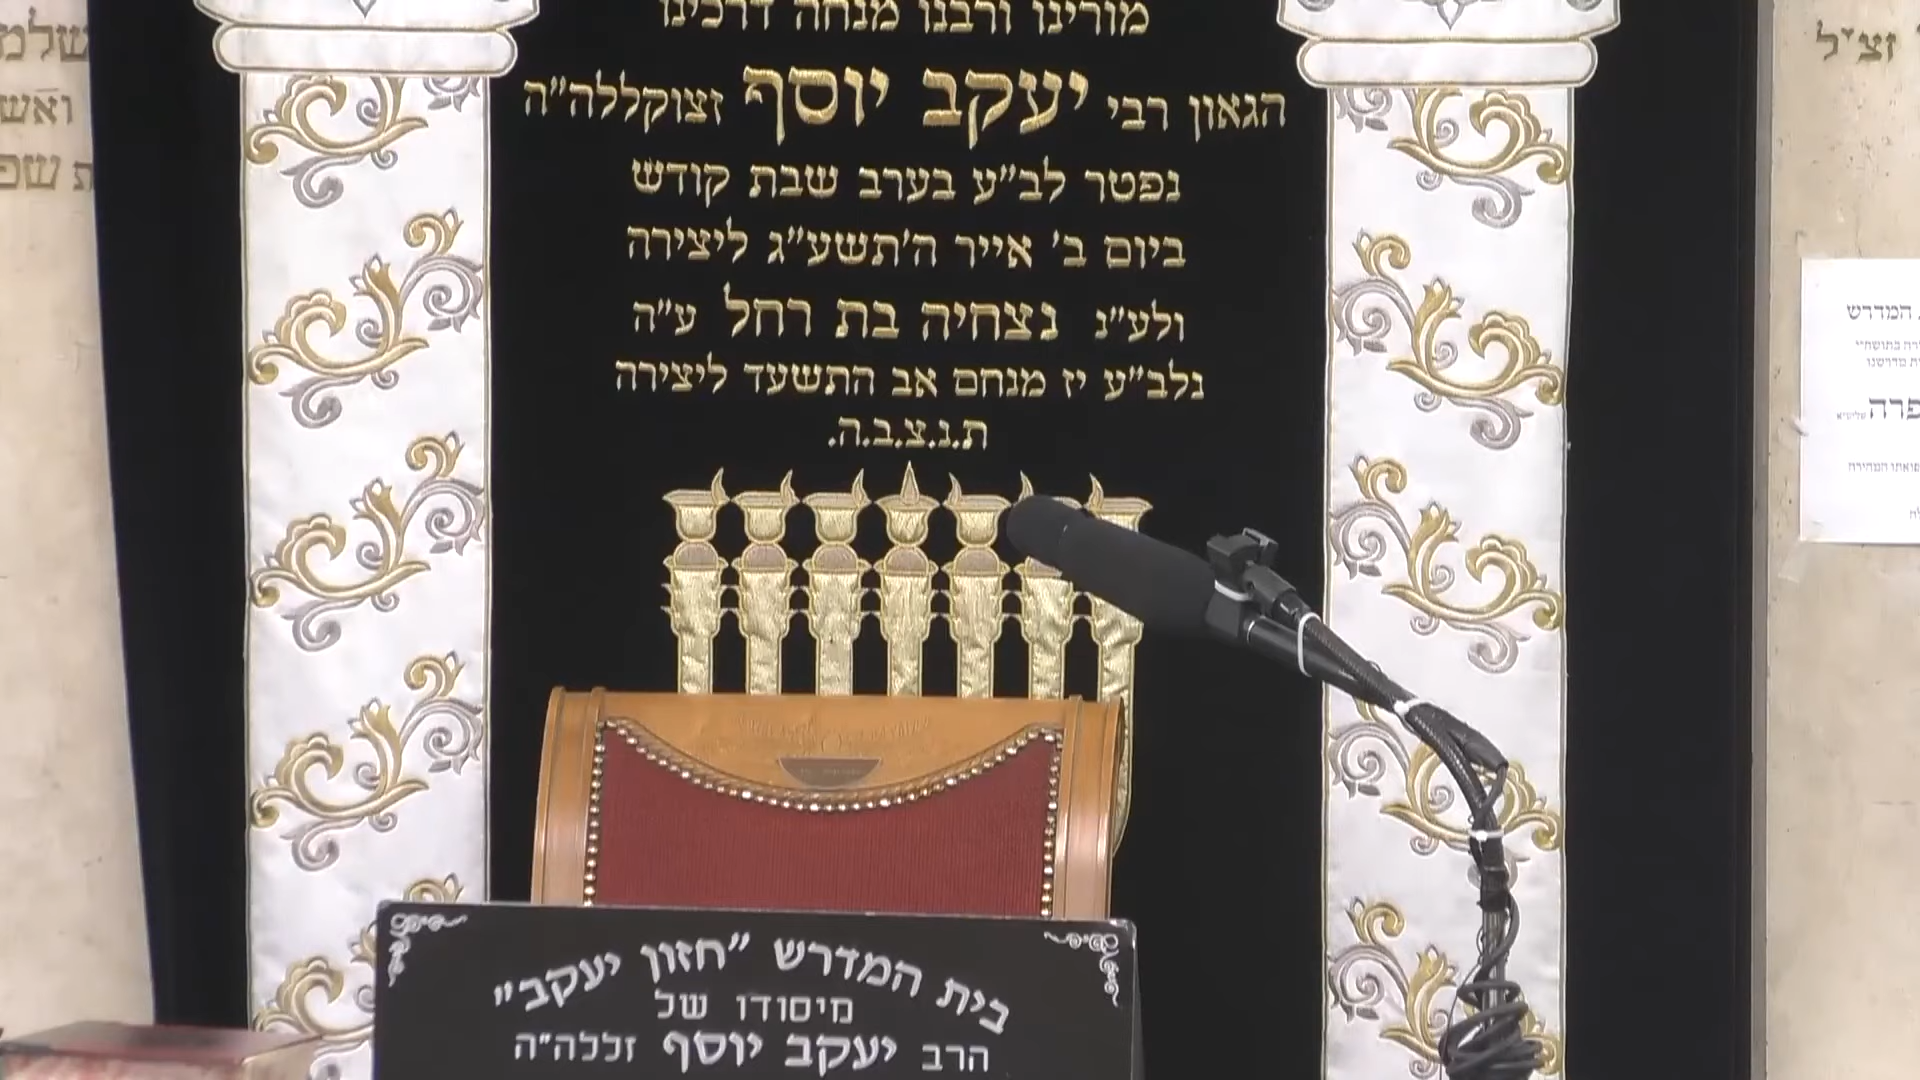 מורינו ורבנו מנחה דרכינו
הגאון רבי יעקב יוסף זצוקללה"ה
נפטר לב"ע בערב שבת קודש
ביום ב' אייר ה'תשע"ג ליצירה
ולע"נ נצחיה בת רחל ע"ה
נלב"ע יז מנחם אב התשעד ליצירה
ת.נ.צ.ב.ה.
בית המדרש "חזון יעקב"
מיסודו של
הרב יעקב יוסף זללה"ה
זצ"ל
המדרש